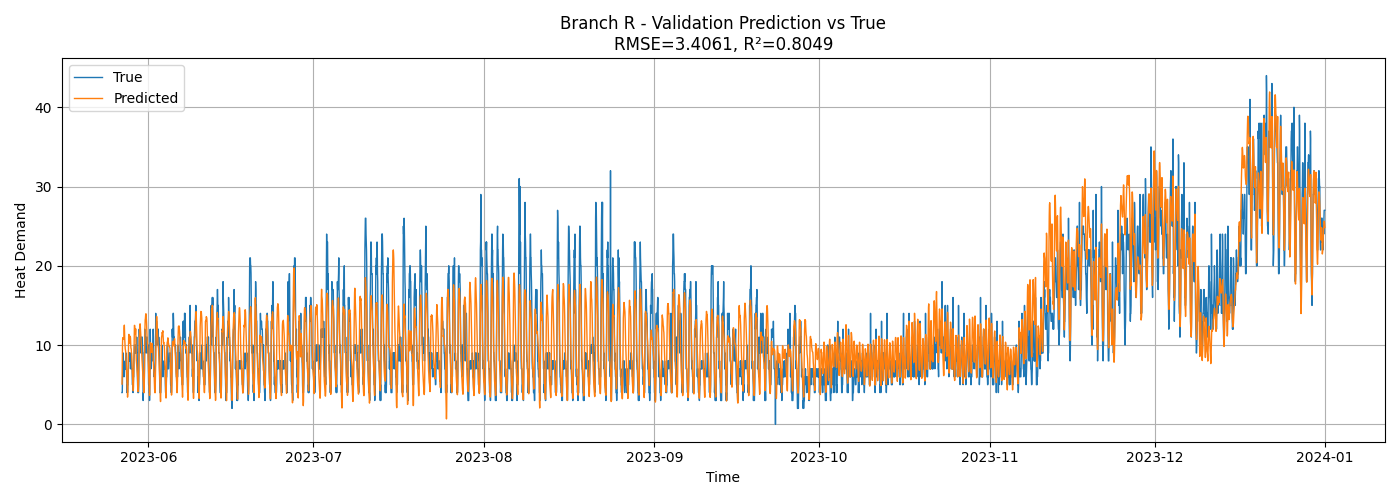 Branch R - Validation Prediction vs True
RMSE=3.4061, R²=0.8049
True
Predicted
Heat Demand
40
30
20
10
0
2023-06
2023-07
2023-08
2023-09
2023-10
2023-11
2023-12
2024-01
Time